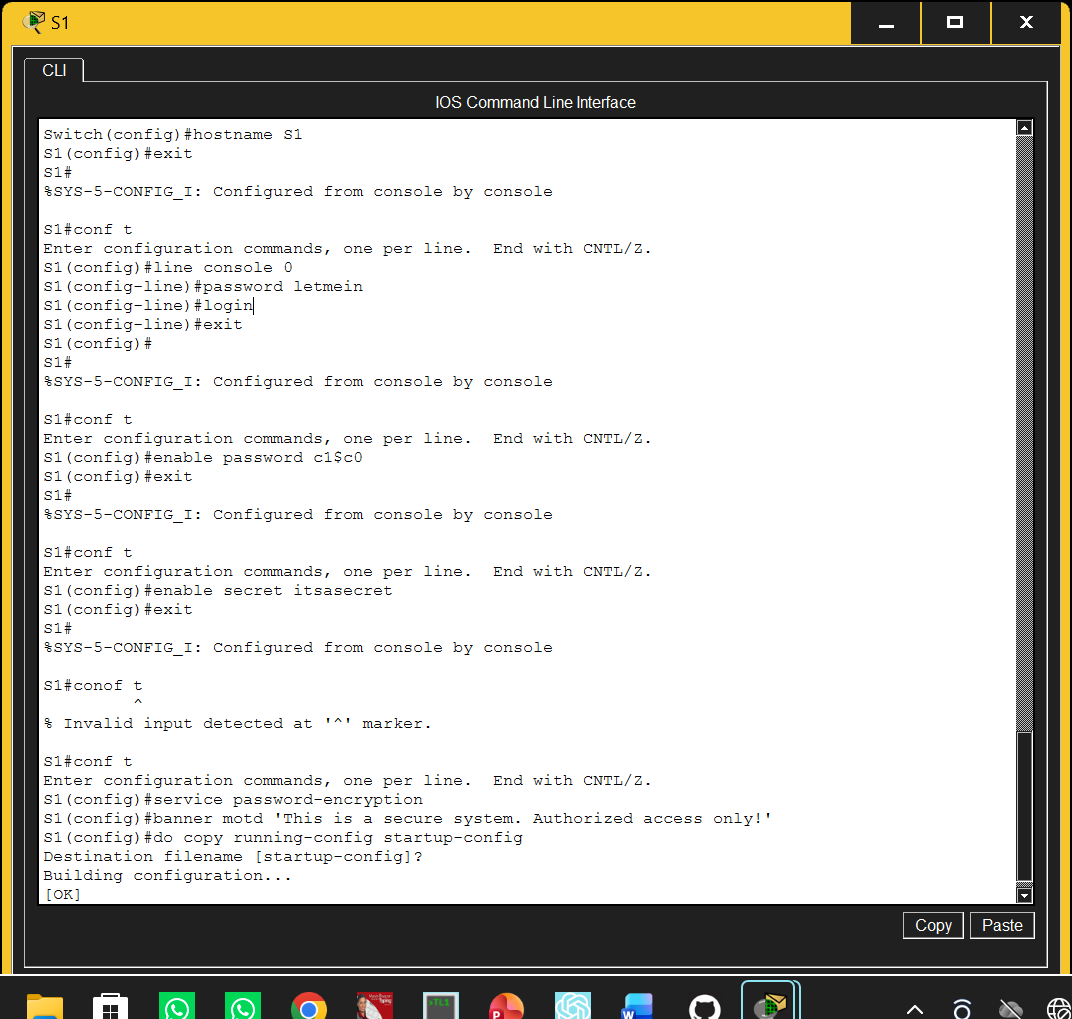 S1
CLI
IOS Command Line Interface
Switch(config)#hostname S1
S1(config)#exit
S1#
%SYS-5-CONFIG_I: Configured from console by console
S1#conf t
Enter configuration commands, one per line.  End with CNTL/Z.
S1(config)#line console 0
S1(config-line)#password letmein
S1(config-line)#login
S1(config-line)#exit
S1(config)#
S1#
%SYS-5-CONFIG_I: Configured from console by console
S1#conf t
Enter configuration commands, one per line.  End with CNTL/Z.
S1(config)#enable password c1$c0
S1(config)#exit
S1#
%SYS-5-CONFIG_I: Configured from console by console
S1#conf t
Enter configuration commands, one per line.  End with CNTL/Z.
S1(config)#enable secret itsasecret
S1(config)#exit
S1#
%SYS-5-CONFIG_I: Configured from console by console
S1#conof t
^
% Invalid input detected at '^' marker.
S1#conf t
Enter configuration commands, one per line.  End with CNTL/Z.
S1(config)#service password-encryption
S1(config)#banner motd 'This is a secure system. Authorized access only!'
S1(config)#do copy running-config startup-config
Destination filename [startup-config]?
Building configuration...
[OK]
Copy
Paste